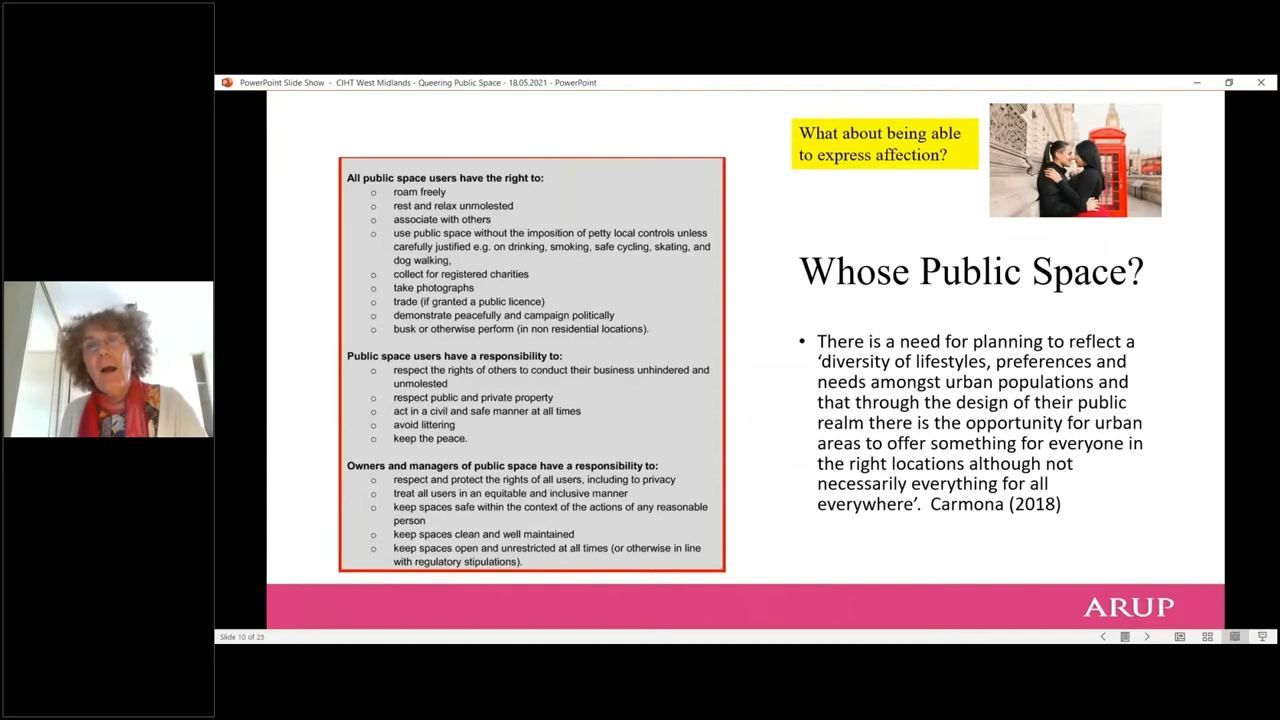 PowerPoint Slide Show - CIHT West Midlands - Queering Public Space - 18.05.2021 - PowerPoint
What about being able
to express affection?
All public space users have the right to:
o roam freely
o rest and relax unmolested
o associate with others
o use public space without the imposition of petty local controls unless
carefully justified e.g. on drinking, smoking, safe cycling, skating, and
dog walking,
o collect for registered charities
o take photographs
o trade (if granted a public licence)
o demonstrate peacefully and campaign politically
o busk or otherwise perform (in non residential locations).
Public space users have a responsibility to:
o respect the rights of others to conduct their business unhindered and
unmolested
o respect public and private property
o act in a civil and safe manner at all times
o avoid littering
o keep the peace.
Owners and managers of public space have a responsibility to:
o respect and protect the rights of all users, including to privacy
o treat all users in an equitable and inclusive manner
o keep spaces safe within the context of the actions of any reasonable
person
o keep spaces clean and well maintained
o keep spaces open and unrestricted at all times (or otherwise in line
with regulatory stipulations).
Whose Public Space?
• There is a need for planning to reflect a
‘diversity of lifestyles, preferences and
needs amongst urban populations and
that through the design of their public
realm there is the opportunity for urban
areas to offer something for everyone in
the right locations although not
necessarily everything for all
everywhere’. Carmona (2018)
ARUP
Slide 10 of 25